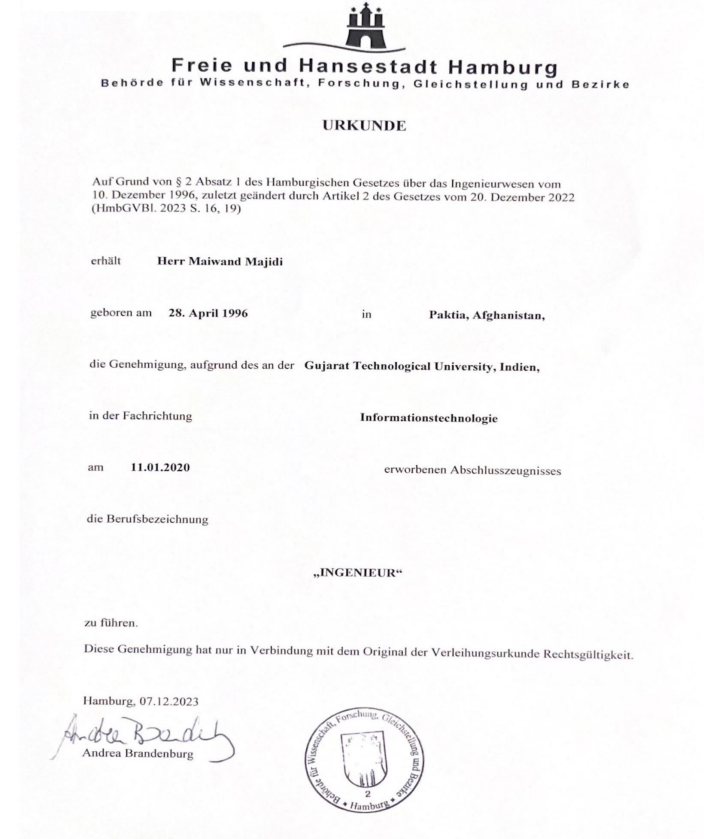 Freie und Hansestadt Hamburg
Behörde für Wissenschaft, Forschung, Gleichstellung und Bezirke
URKUNDE
Auf Grund von § 2 Absatz 1 des Hamburgischen Gesetzes über das Ingenieurwesen vom
10. Dezember 1996, zuletzt geändert durch Artikel 2 des Gesetzes vom 20. Dezember 2022
(HmbGVBl. 2023 S. 16, 19)
erhält Herr Maiwand Majidi
geboren am 28. April 1996 in Paktia, Afghanistan,
die Genehmigung, aufgrund des an der Gujarat Technological University, Indien,
in der Fachrichtung Informationstechnologie
am 11.01.2020 erworbenen Abschlusszeugnisses
die Berufsbezeichnung
„INGENIEUR“
zu führen.
Diese Genehmigung hat nur in Verbindung mit dem Original der Verleihungsurkunde Rechtsgültigkeit.
Hamburg, 07.12.2023
Andrea Brandenburg
Andrea Brandenburg
Behörde für Wissenschaft, Forschung, Gleichstellung und Bezirke
2
* Hamburg *